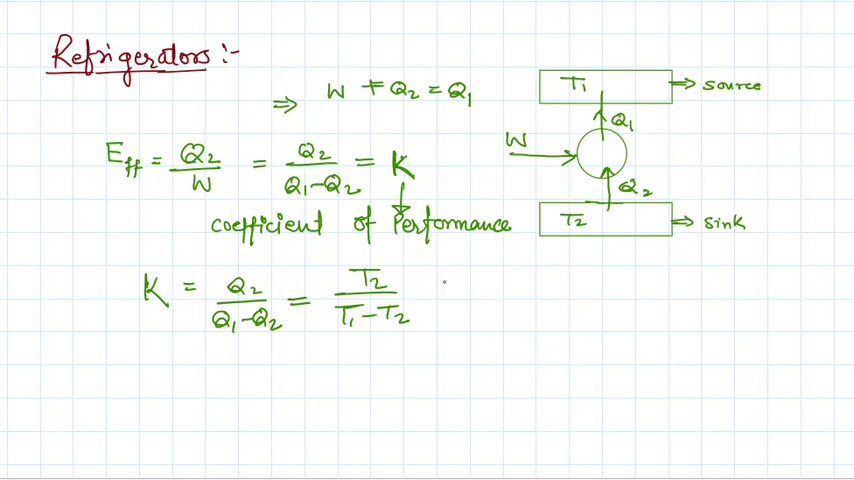 Refrigerators :-
⇒ W + Q₂ = Q₁
T₁ ⇒ source
Q₁
W
Q₂
T₂ ⇒ sink
Eff = Q₂/W = Q₂/(Q₁-Q₂) = K
coefficient of Performance
K = Q₂/(Q₁-Q₂) = T₂/(T₁-T₂)